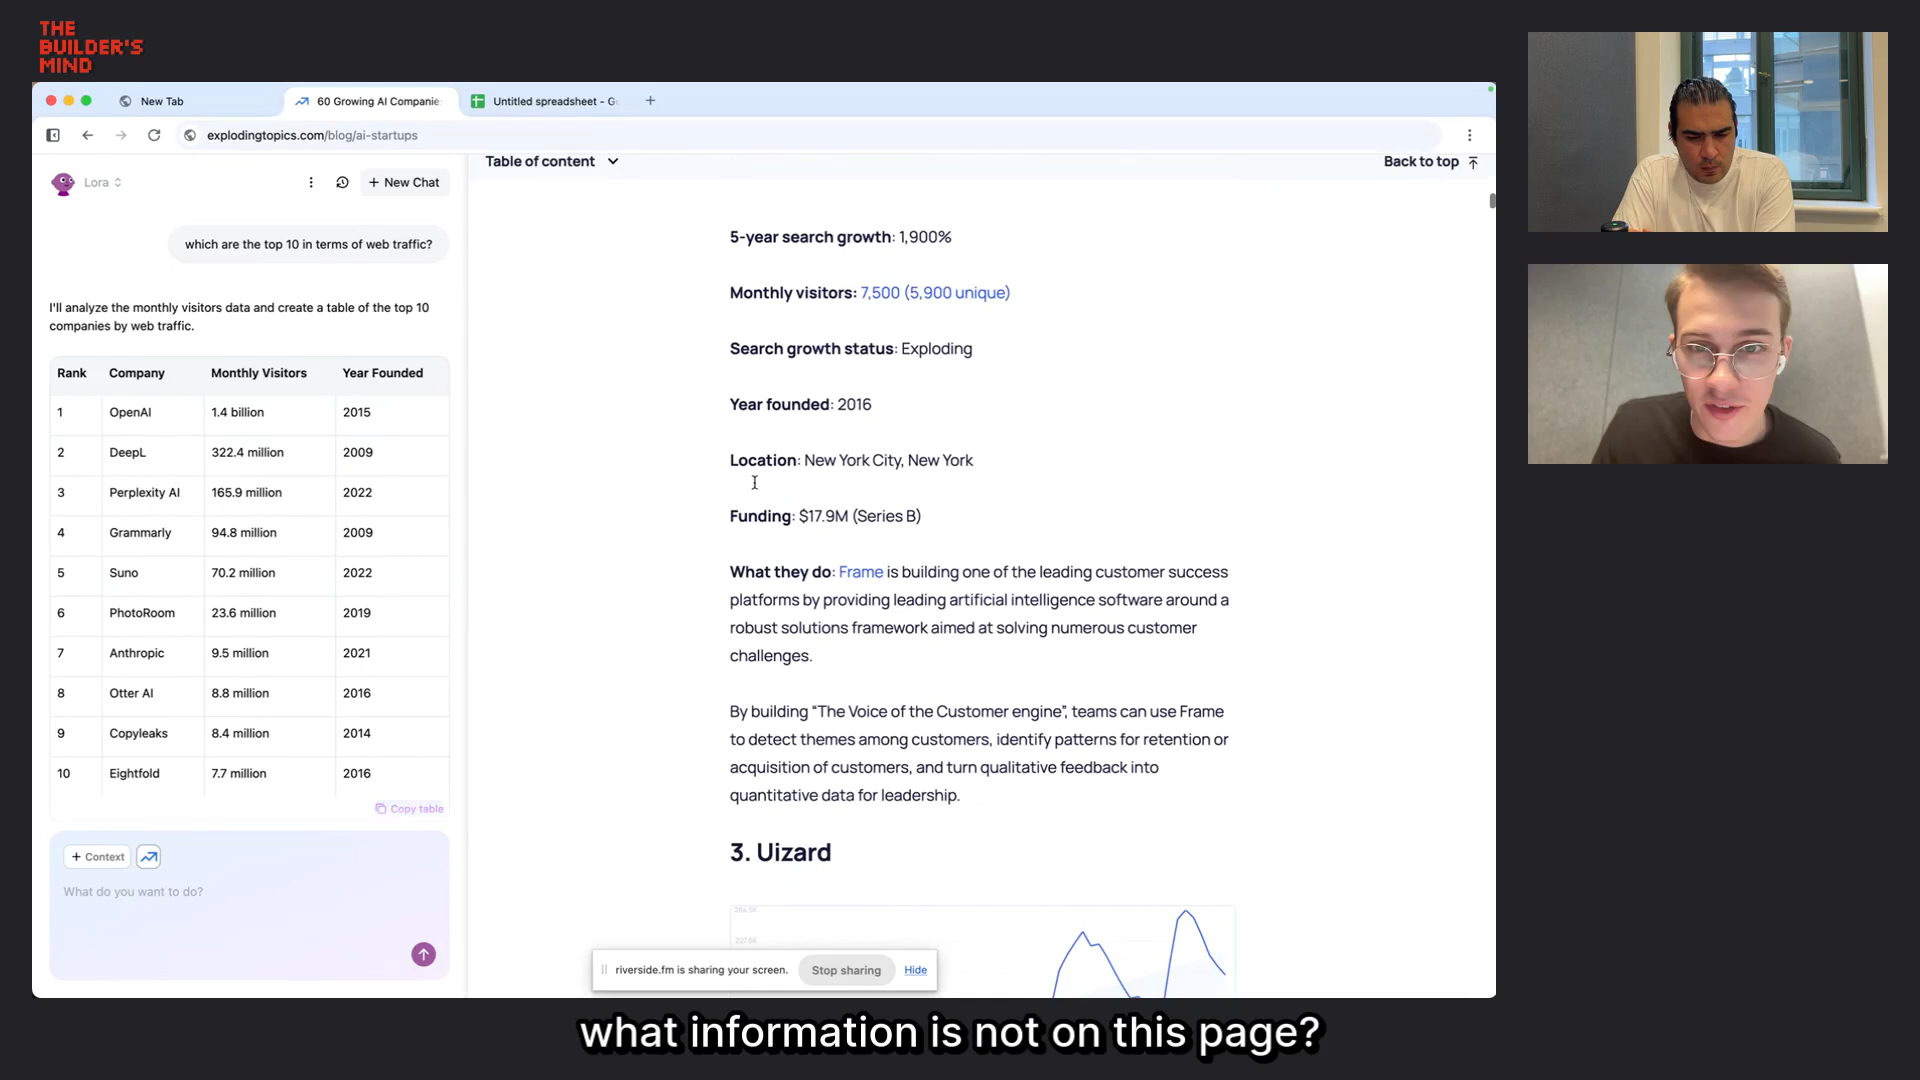 THE
BUILDER'S
MIND
New Tab
60 Growing AI Companie
Untitled spreadsheet - G
explodingtopics.com/blog/ai-startups
Lora
New Chat
which are the top 10 in terms of web traffic?
I'll analyze the monthly visitors data and create a table of the top 10
companies by web traffic.
Rank Company Monthly Visitors Year Founded
1 OpenAI 1.4 billion 2015
2 DeepL 322.4 million 2009
3 Perplexity AI 165.9 million 2022
4 Grammarly 94.8 million 2009
5 Suno 70.2 million 2022
6 PhotoRoom 23.6 million 2019
7 Anthropic 9.5 million 2021
8 Otter AI 8.8 million 2016
9 Copyleaks 8.4 million 2014
10 Eightfold 7.7 million 2016
Copy table
+ Context
What do you want to do?
Table of content
Back to top
5-year search growth: 1,900%
Monthly visitors: 7,500 (5,900 unique)
Search growth status: Exploding
Year founded: 2016
Location: New York City, New York
Funding: $17.9M (Series B)
What they do: Frame is building one of the leading customer success
platforms by providing leading artificial intelligence software around a
robust solutions framework aimed at solving numerous customer
challenges.
By building “The Voice of the Customer engine”, teams can use Frame
to detect themes among customers, identify patterns for retention or
acquisition of customers, and turn qualitative feedback into
quantitative data for leadership.
3. Uizard
riverside.fm is sharing your screen.
Stop sharing
Hide
what information is not on this page?